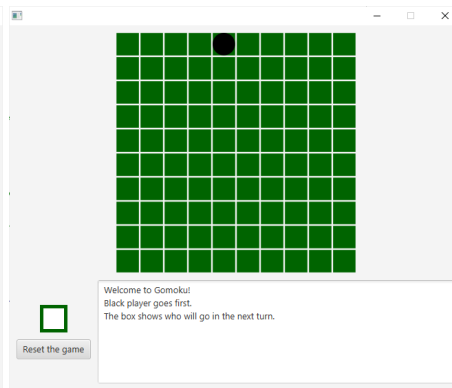 Welcome to Gomoku!
Black player goes first.
The box shows who will go in the next turn.
Reset the game